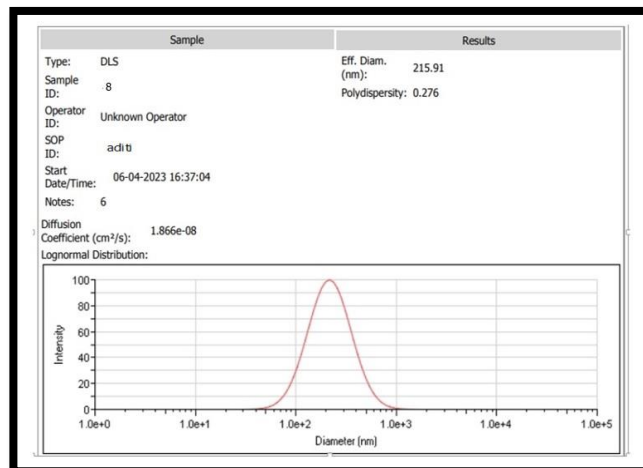 Sample
Results
Type: DLS
Eff. Diam. (nm): 215.91
Sample ID: 8
Polydispersity: 0.276
Operator ID: Unknown Operator
SOP ID: aditi
Start Date/Time: 06-04-2023 16:37:04
Notes: 6
Diffusion Coefficient (cm²/s): 1.866e-08
Lognormal Distribution:
Intensity
100
80
60
40
20
0
1.0e+0 1.0e+1 1.0e+2 1.0e+3 1.0e+4 1.0e+5
Diameter (nm)